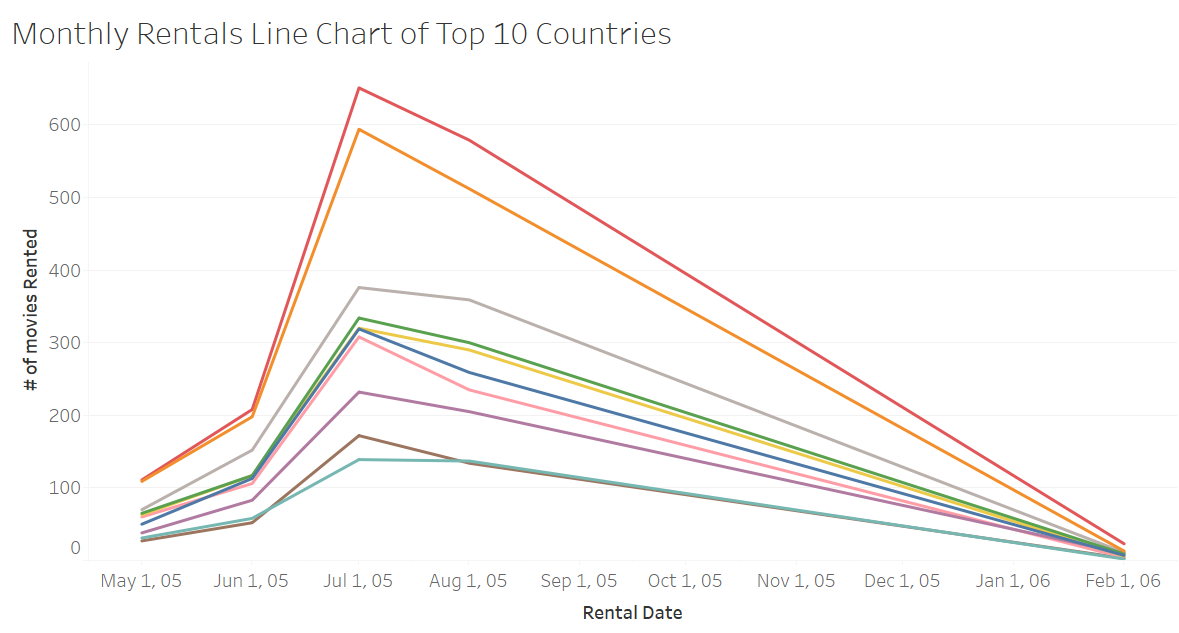 Monthly Rentals Line Chart of Top 10 Countries
# of movies Rented
600
500
400
300
200
100
0
May 1, 05 Jun 1, 05 Jul 1, 05 Aug 1, 05 Sep 1, 05 Oct 1, 05 Nov 1, 05 Dec 1, 05 Jan 1, 06 Feb 1, 06
Rental Date